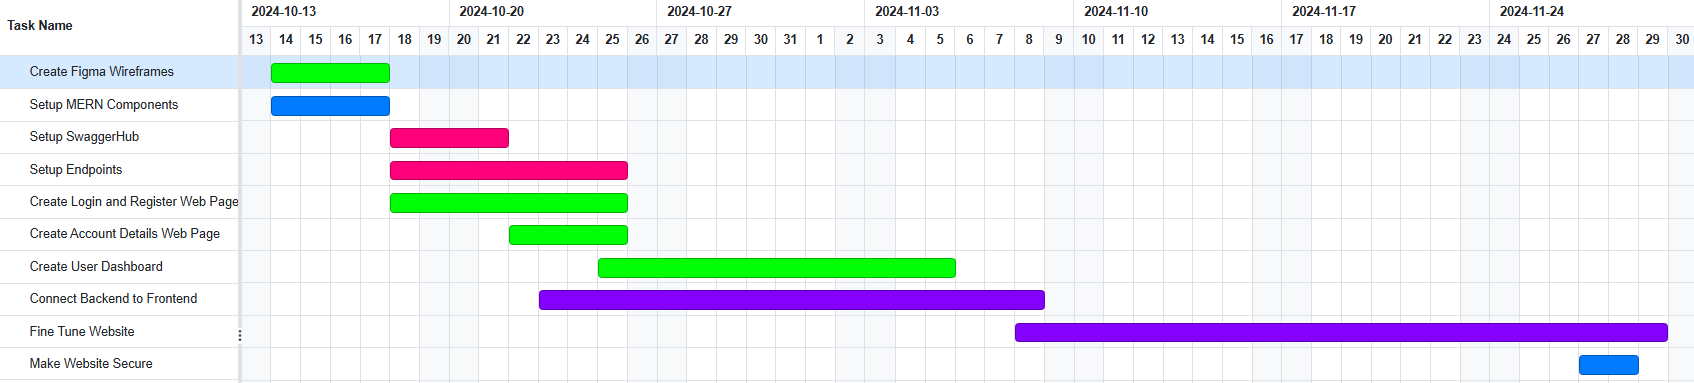 Task Name
2024-10-13 2024-10-20 2024-10-27 2024-11-03 2024-11-10 2024-11-17 2024-11-24
13 14 15 16 17 18 19 20 21 22 23 24 25 26 27 28 29 30 31 1 2 3 4 5 6 7 8 9 10 11 12 13 14 15 16 17 18 19 20 21 22 23 24 25 26 27 28 29 30
Create Figma Wireframes
Setup MERN Components
Setup SwaggerHub
Setup Endpoints
Create Login and Register Web Page
Create Account Details Web Page
Create User Dashboard
Connect Backend to Frontend
Fine Tune Website
Make Website Secure